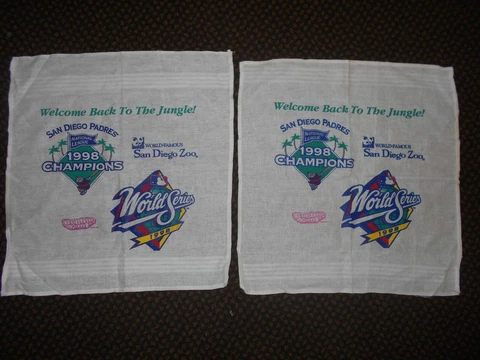 Welcome Back To The Jungle!
SAN DIEGO PADRES
NATIONAL
LEAGUE
1998
CHAMPIONS
WORLD-FAMOUS
San Diego Zoo®
World Series
1998
Welcome Back To The Jungle!
SAN DIEGO PADRES
NATIONAL
LEAGUE
1998
CHAMPIONS
WORLD-FAMOUS
San Diego Zoo®
World Series
1998